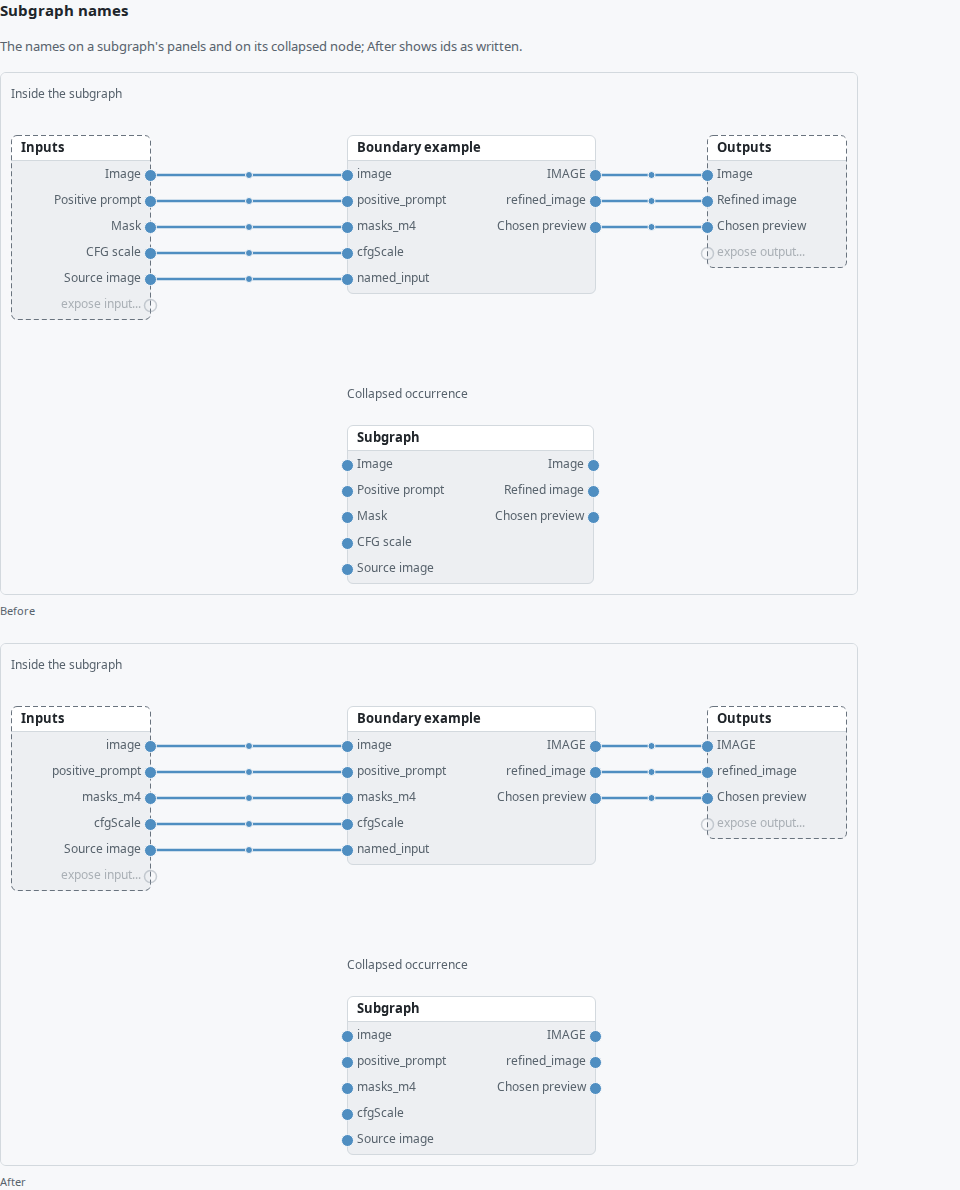 Subgraph names
The names on a subgraph's panels and on its collapsed node; After shows ids as written.
Inside the subgraph
Inputs
Image
Positive prompt
Mask
CFG scale
Source image
expose input...
Boundary example
image IMAGE
positive_prompt refined_image
masks_m4 Chosen preview
cfgScale
named_input
Outputs
Image
Refined image
Chosen preview
expose output...
Collapsed occurrence
Subgraph
Image Image
Positive prompt Refined image
Mask Chosen preview
CFG scale
Source image
Before
Inside the subgraph
Inputs
image
positive_prompt
masks_m4
cfgScale
Source image
expose input...
Boundary example
image IMAGE
positive_prompt refined_image
masks_m4 Chosen preview
cfgScale
named_input
Outputs
IMAGE
refined_image
Chosen preview
expose output...
Collapsed occurrence
Subgraph
image IMAGE
positive_prompt refined_image
masks_m4 Chosen preview
cfgScale
Source image
After